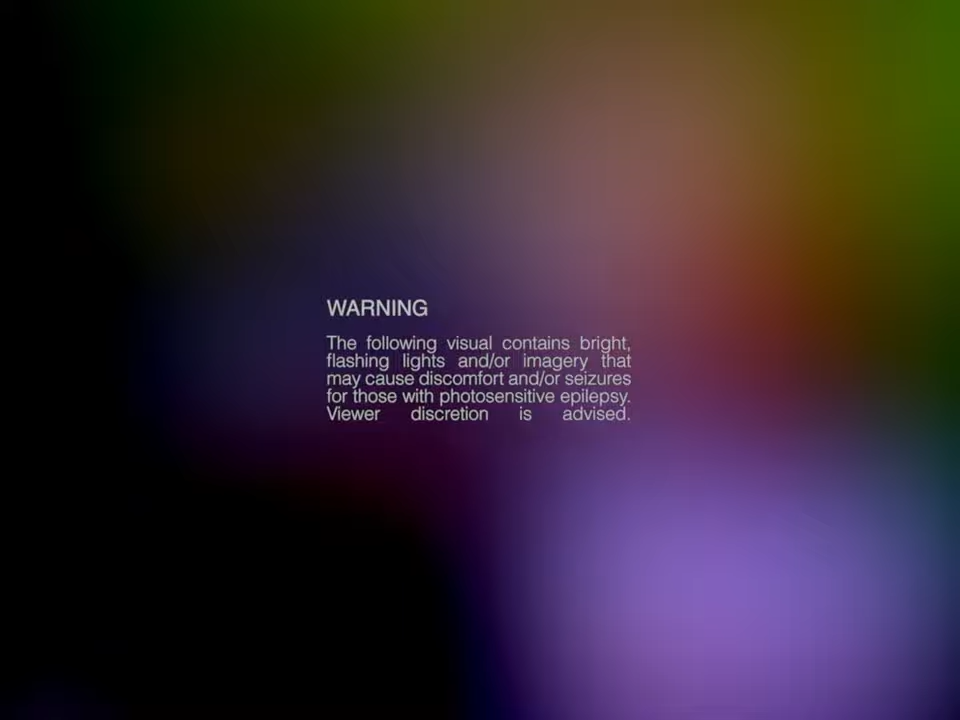 WARNING
The following visual contains bright,
flashing lights and/or imagery that
may cause discomfort and/or seizures
for those with photosensitive epilepsy.
Viewer discretion is advised.